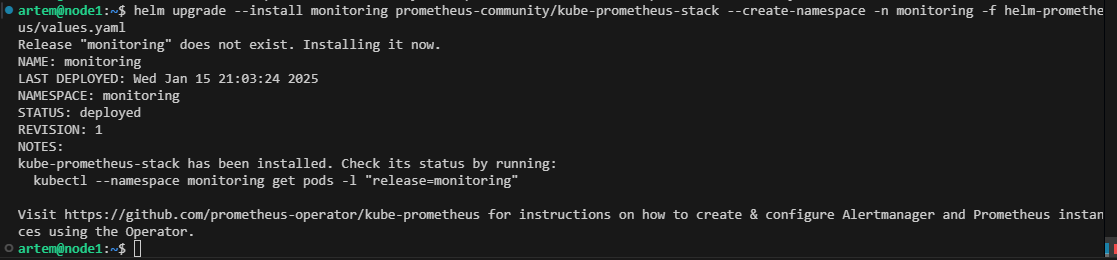 artem@node1:~$ helm upgrade --install monitoring prometheus-community/kube-prometheus-stack --create-namespace -n monitoring -f helm-promethe
us/values.yaml
Release "monitoring" does not exist. Installing it now.
NAME: monitoring
LAST DEPLOYED: Wed Jan 15 21:03:24 2025
NAMESPACE: monitoring
STATUS: deployed
REVISION: 1
NOTES:
kube-prometheus-stack has been installed. Check its status by running:
  kubectl --namespace monitoring get pods -l "release=monitoring"

Visit https://github.com/prometheus-operator/kube-prometheus for instructions on how to create & configure Alertmanager and Prometheus instan
ces using the Operator.
artem@node1:~$